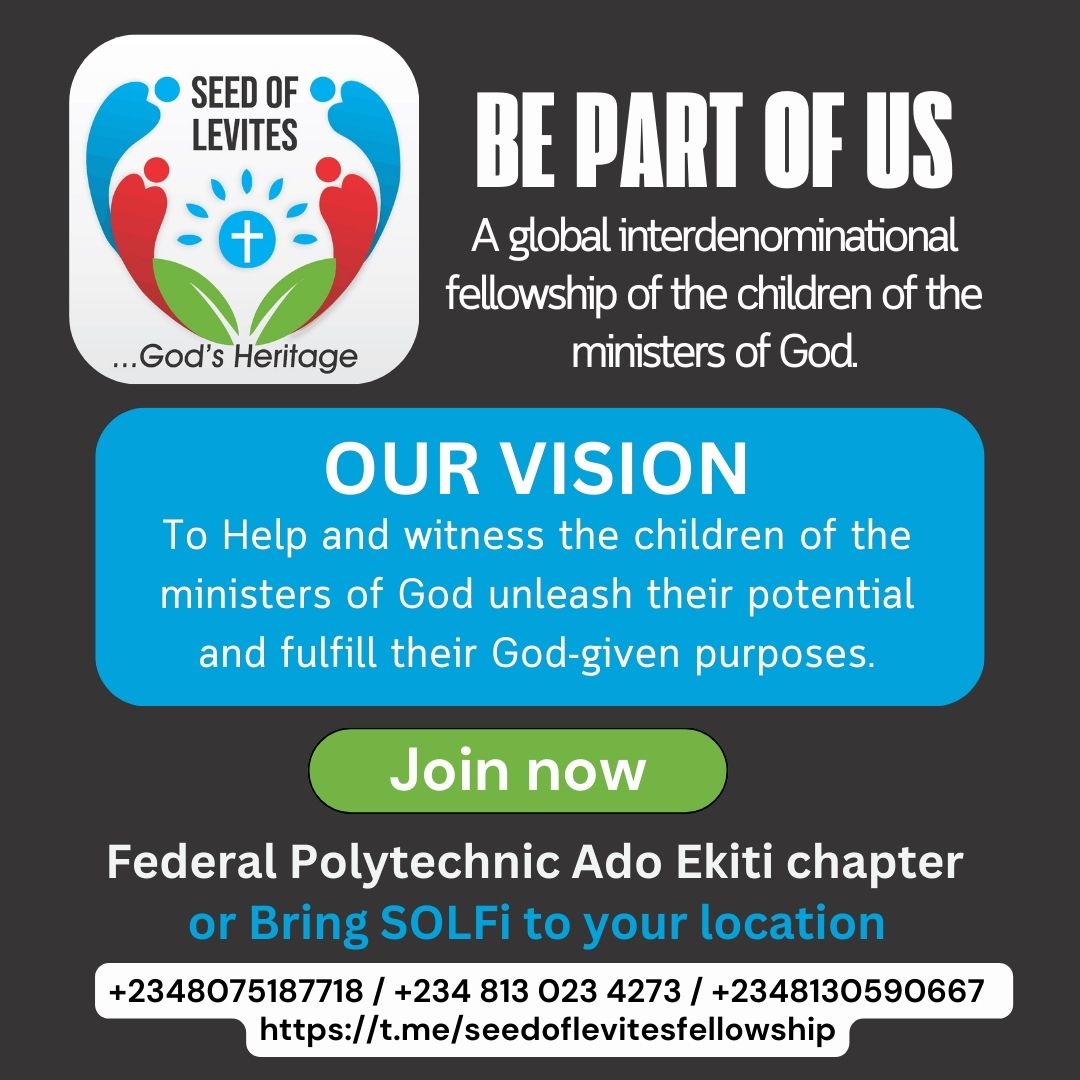 SEED OF
LEVITES
...God's Heritage
BE PART OF US
A global interdenominational
fellowship of the children of the
ministers of God.
OUR VISION
To Help and witness the children of the
ministers of God unleash their potential
and fulfill their God-given purposes.
Join now
Federal Polytechnic Ado Ekiti chapter
or Bring SOLFi to your location
+2348075187718 / +234 813 023 4273 / +2348130590667
https://t.me/seedoflevitesfellowship